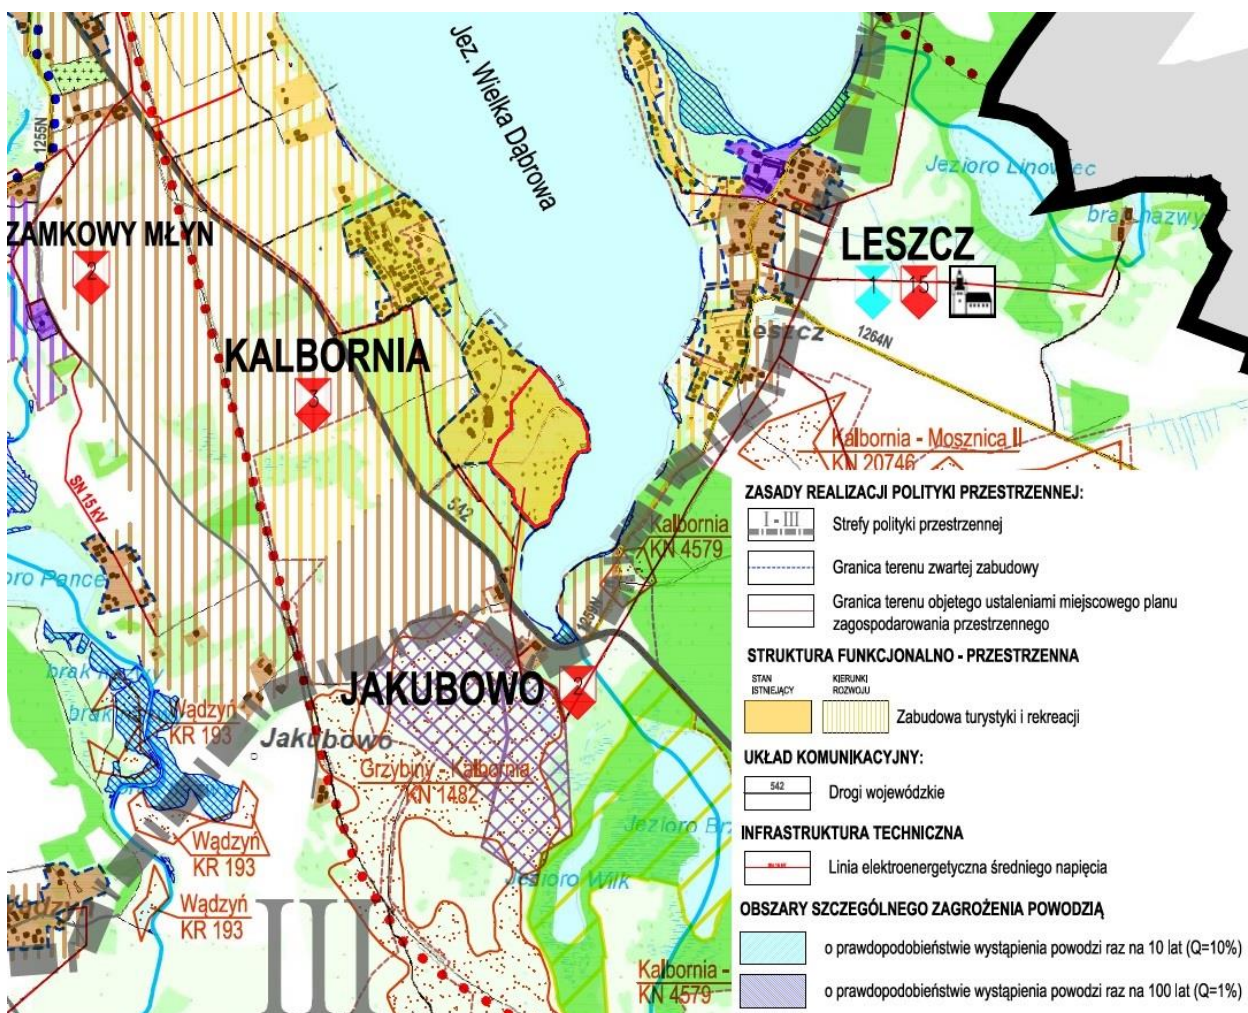 Jez. Wielka Dąbrowa
1255N
Jezioro Linowiec
brak nazwy
ZAMKOWY MŁYN
2
LESZCZ
1
15
Leszcz
1264N
KALBORNIA
3
Kalbornia - Mosznica II
KN 20746
SN 15 kV
542
Kalbornia
KN 4579
1259N
brak nazwy
JAKUBOWO
2
Wądzyń
KR 193
Jakubowo
Grzybiny - Kalbornia
KN 1482
Wądzyń
KR 193
Jezioro Wilk
Wądzyń
KR 193
III
Kalbornia -
KN 4579
ZASADY REALIZACJI POLITYKI PRZESTRZENNEJ:
I - III
Strefy polityki przestrzennej
Granica terenu zwartej zabudowy
Granica terenu objetego ustaleniami miejscowego planu
zagospodarowania przestrzennego
STRUKTURA FUNKCJONALNO - PRZESTRZENNA
STAN
ISTNIEJĄCY
KIERUNKI
ROZWOJU
Zabudowa turystyki i rekreacji
UKŁAD KOMUNIKACYJNY:
542
Drogi wojewódzkie
INFRASTRUKTURA TECHNICZNA
Linia elektroenergetyczna średniego napięcia
OBSZARY SZCZEGÓLNEGO ZAGROŻENIA POWODZIĄ
o prawdopodobieństwie wystąpienia powodzi raz na 10 lat (Q=10%)
o prawdopodobieństwie wystąpienia powodzi raz na 100 lat (Q=1%)